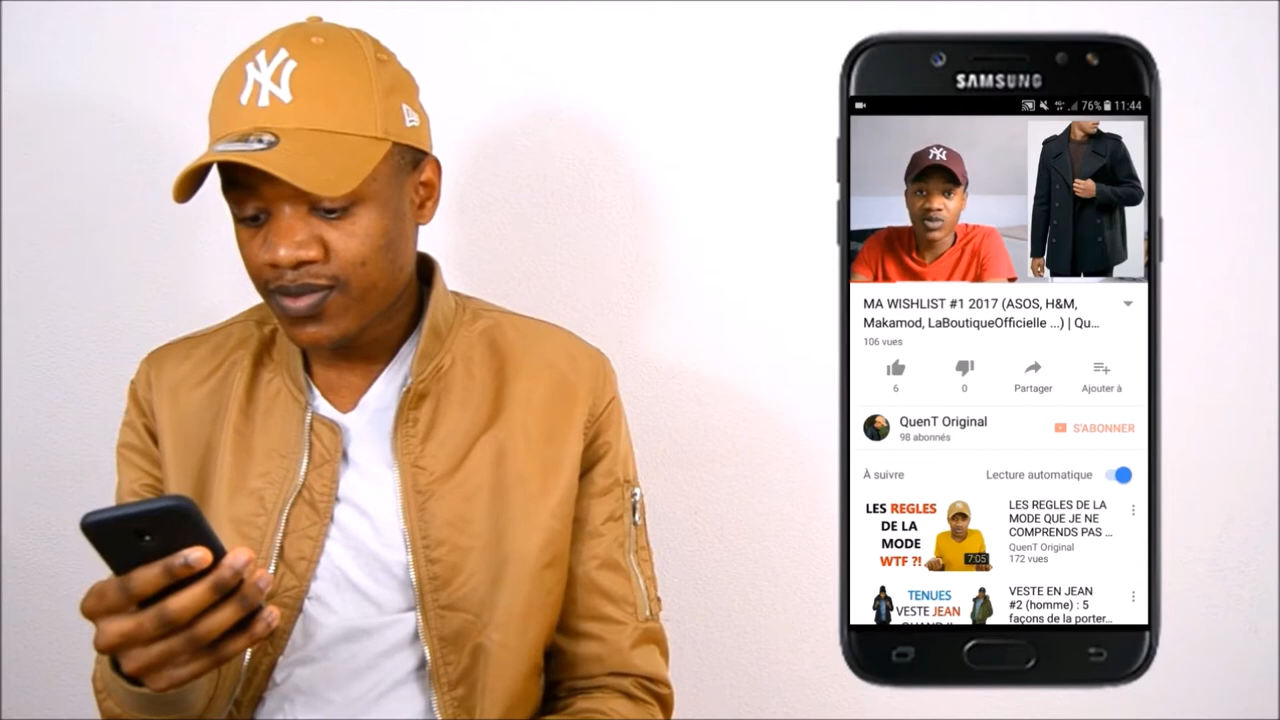 NY
SAMSUNG
4G+ 76% 11:44
NY
MA WISHLIST #1 2017 (ASOS, H&M,
Makamod, LaBoutiqueOfficielle ...) | Qu...
106 vues
6
0
Partager
Ajouter à
QuenT Original
98 abonnés
S'ABONNER
À suivre
Lecture automatique
LES REGLES
DE LA
MODE
WTF ?!
7:05
LES REGLES DE LA
MODE QUE JE NE
COMPRENDS PAS ...
QuenT Original
172 vues
TENUES
VESTE JEAN
VESTE EN JEAN
#2 (homme) : 5
façons de la porter...